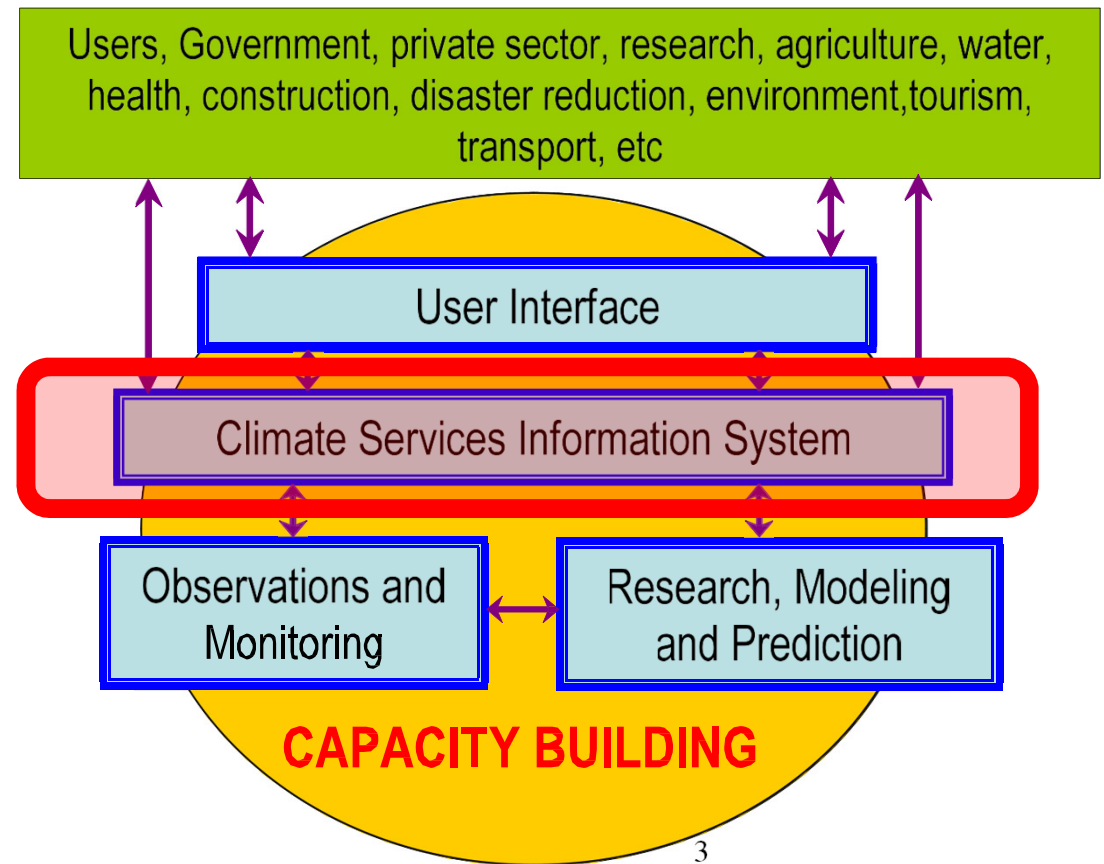 Users, Government, private sector, research, agriculture, water,
health, construction, disaster reduction, environment,tourism,
transport, etc
User Interface
Climate Services Information System
Observations and
Monitoring
Research, Modeling
and Prediction
CAPACITY BUILDING
3